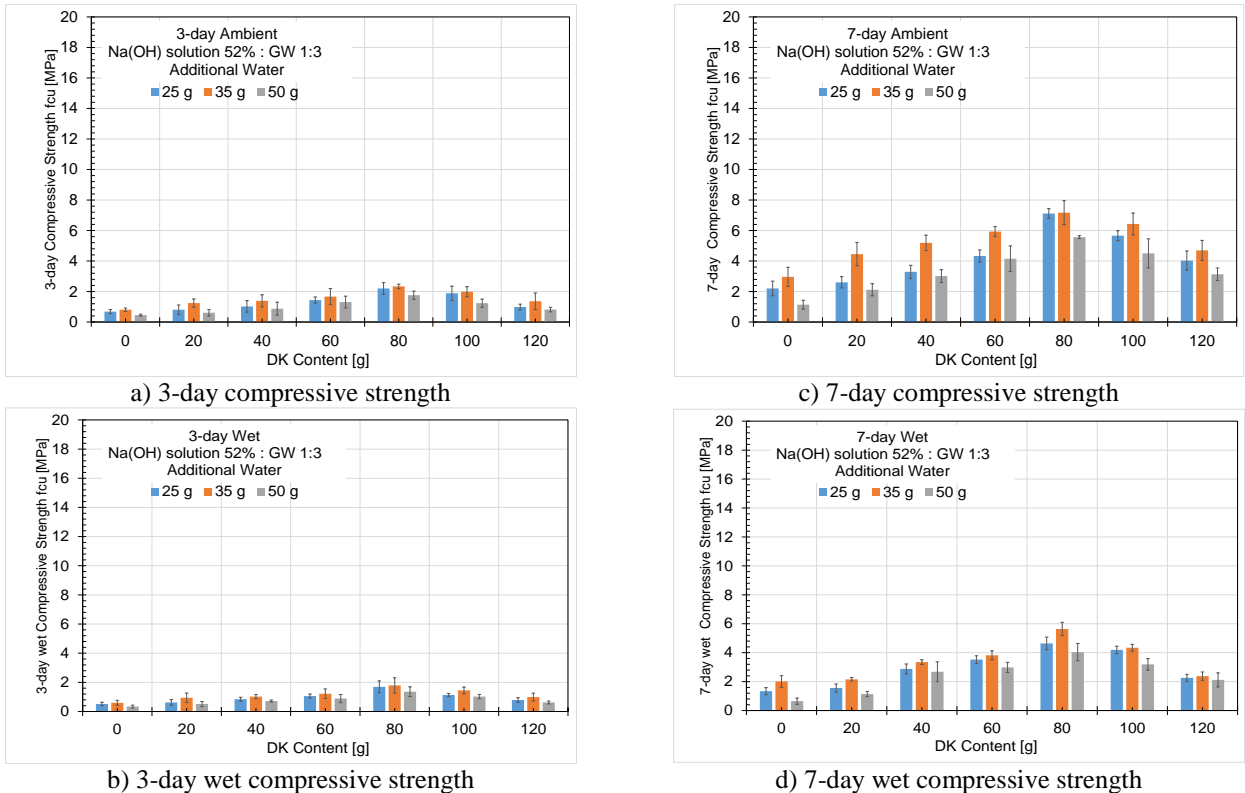 3-day Compressive Strength fcu [MPa]
20
18
16
14
12
10
8
6
4
2
0
3-day Ambient
Na(OH) solution 52% : GW 1:3
Additional Water
25 g 35 g 50 g
0 20 40 60 80 100 120
DK Content [g]
a) 3-day compressive strength
7-day Compressive Strength fcu [MPa]
20
18
16
14
12
10
8
6
4
2
0
7-day Ambient
Na(OH) solution 52% : GW 1:3
Additional Water
25 g 35 g 50 g
0 20 40 60 80 100 120
DK Content [g]
c) 7-day compressive strength
3-day wet Compressive Strength fcu [MPa]
20
18
16
14
12
10
8
6
4
2
0
3-day Wet
Na(OH) solution 52% : GW 1:3
Additional Water
25 g 35 g 50 g
0 20 40 60 80 100 120
DK Content [g]
b) 3-day wet compressive strength
7-day wet Compressive Strength fcu [MPa]
20
18
16
14
12
10
8
6
4
2
0
7-day Wet
Na(OH) solution 52% : GW 1:3
Additional Water
25 g 35 g 50 g
0 20 40 60 80 100 120
DK Content [g]
d) 7-day wet compressive strength